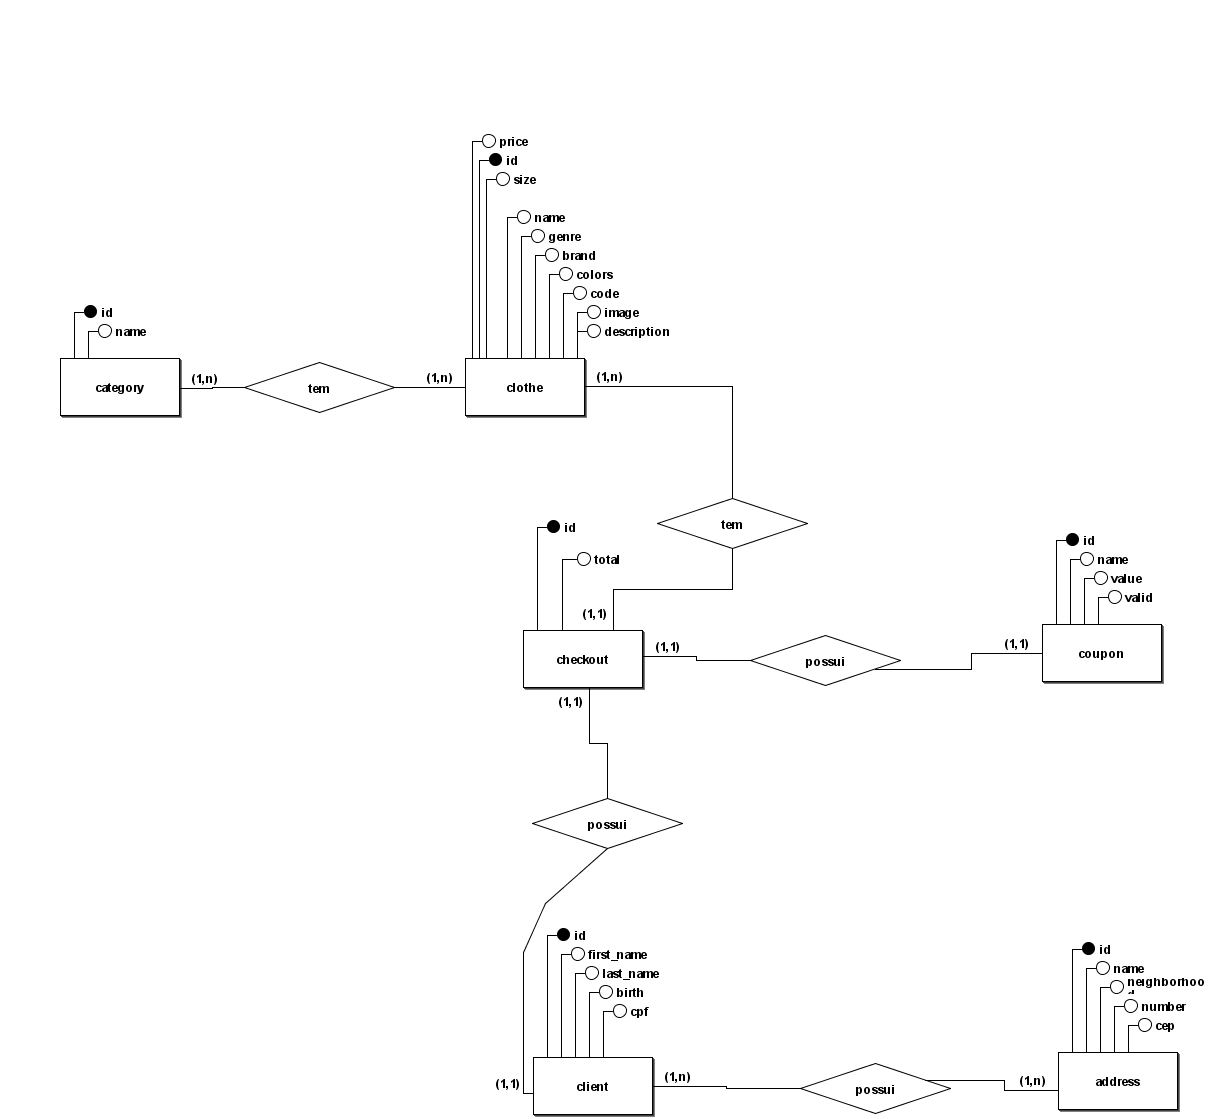 price
id
size
name
genre
brand
colors
code
image
description
id
name
category
(1,n)
tem
(1,n)
clothe
(1,n)
tem
id
total
(1,1)
checkout
(1,1)
possui
(1,1)
id
name
value
valid
coupon
(1,1)
possui
id
first_name
last_name
birth
cpf
(1,1)
client
(1,n)
possui
(1,n)
id
name
neighborhoo
d
number
cep
address